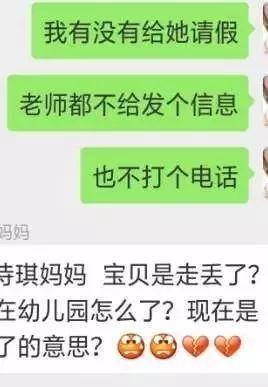 我有没有给她请假
老师都不给发个信息
也不打个电话
妈妈
诗琪妈妈 宝贝是走丢了？
在幼儿园怎么了？现在是
了的意思？